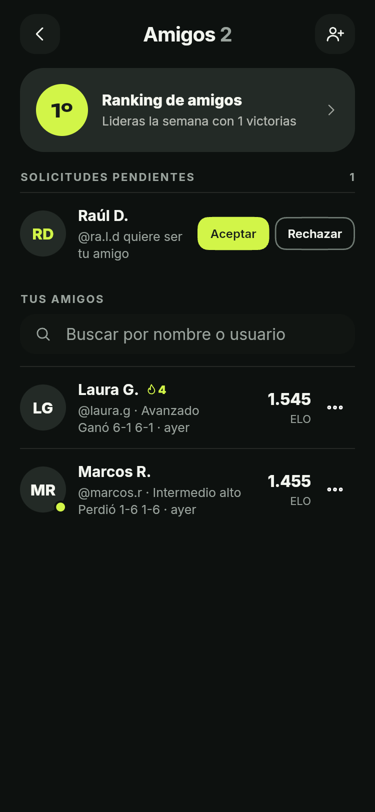 Amigos 2
1º
Ranking de amigos
Lideras la semana con 1 victorias
SOLICITUDES PENDIENTES 1
RD
Raúl D.
@ra.l.d quiere ser
tu amigo
Aceptar
Rechazar
TUS AMIGOS
Buscar por nombre o usuario
LG
Laura G. 4
@laura.g · Avanzado
Ganó 6-1 6-1 · ayer
1.545
ELO
MR
Marcos R.
@marcos.r · Intermedio alto
Perdió 1-6 1-6 · ayer
1.455
ELO